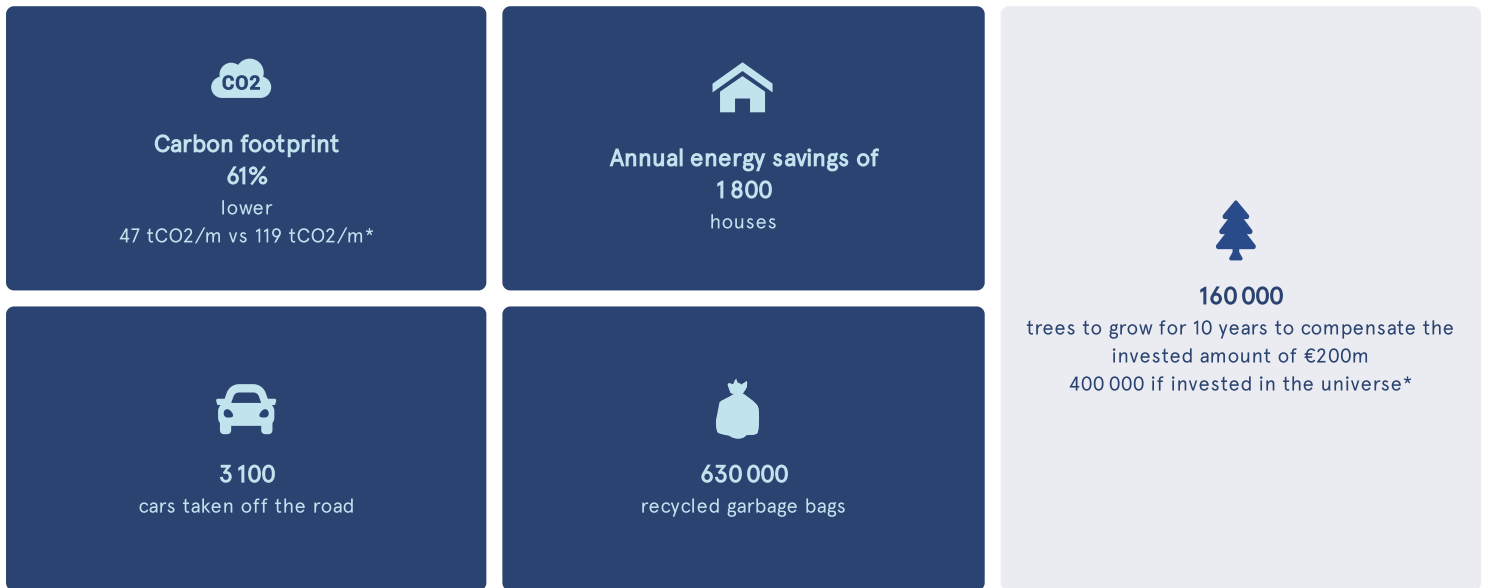 CO2
Carbon footprint
61%
lower
47 tCO2/m vs 119 tCO2/m*
Annual energy savings of
1 800
houses
3 100
cars taken off the road
630 000
recycled garbage bags
160 000
trees to grow for 10 years to compensate the
invested amount of €200m
400 000 if invested in the universe*